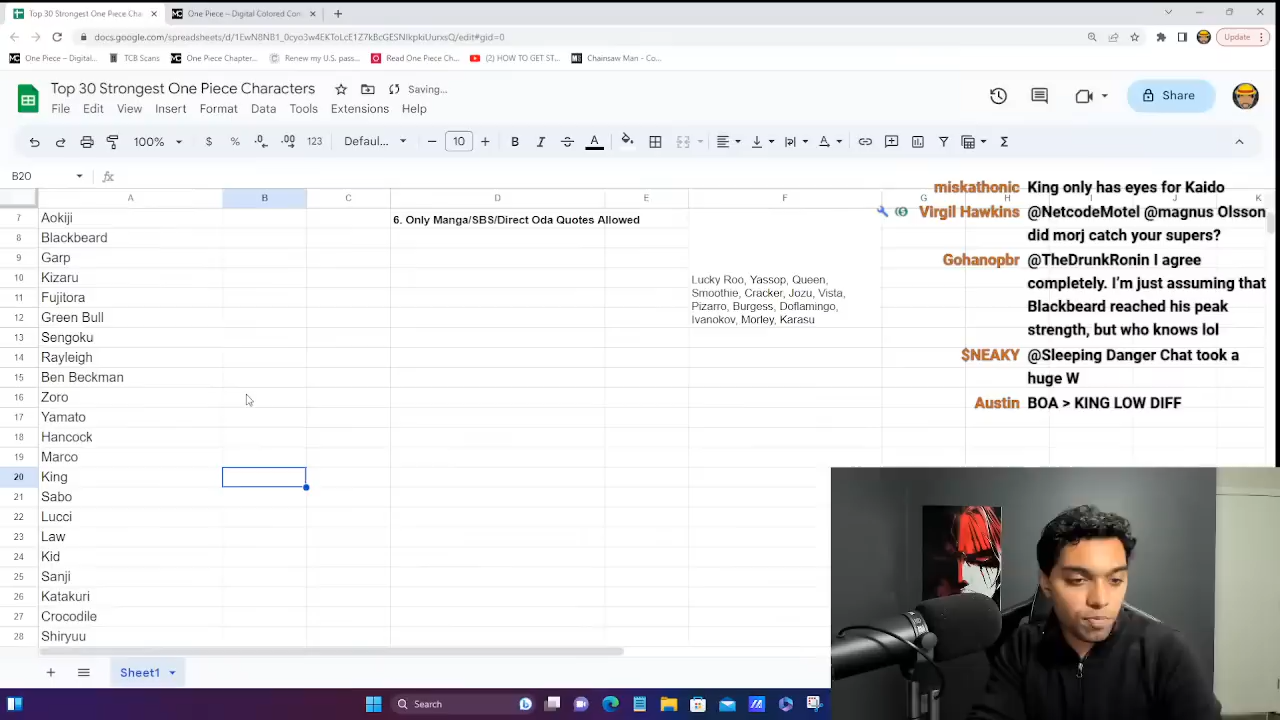 Top 30 Strongest One Piece Cha
One Piece – Digital Colored Con
docs.google.com/spreadsheets/d/1EwN8NB1_0cyo3w4EKToLcE1Z7kBcGESNIkpkiUurxsQ/edit#gid=0
Update
One Piece – Digital...
TCB Scans
One Piece Chapter...
Renew my U.S. pass...
Read One Piece Ch...
(2) HOW TO GET ST...
Chainsaw Man - Co...
Top 30 Strongest One Piece Characters
Saving...
File Edit View Insert Format Data Tools Extensions Help
Share
100% $ % .0 .00 123 Defaul... 10 B I A
B20
fx
A B C D E F G H I J K
7 Aokiji 6. Only Manga/SBS/Direct Oda Quotes Allowed
8 Blackbeard
9 Garp
10 Kizaru
11 Fujitora
12 Green Bull
13 Sengoku
14 Rayleigh
15 Ben Beckman
16 Zoro
17 Yamato
18 Hancock
19 Marco
20 King
21 Sabo
22 Lucci
23 Law
24 Kid
25 Sanji
26 Katakuri
27 Crocodile
28 Shiryuu
Lucky Roo, Yassop, Queen,
Smoothie, Cracker, Jozu, Vista,
Pizarro, Burgess, Doflamingo,
Ivanokov, Morley, Karasu
miskathonic King only has eyes for Kaido
Virgil Hawkins @NetcodeMotel @magnus Olsson
did morj catch your supers?
Gohanopbr @TheDrunkRonin I agree
completely. I'm just assuming that
Blackbeard reached his peak
strength, but who knows lol
$NEAKY @Sleeping Danger Chat took a
huge W
Austin BOA > KING LOW DIFF
Sheet1
Search